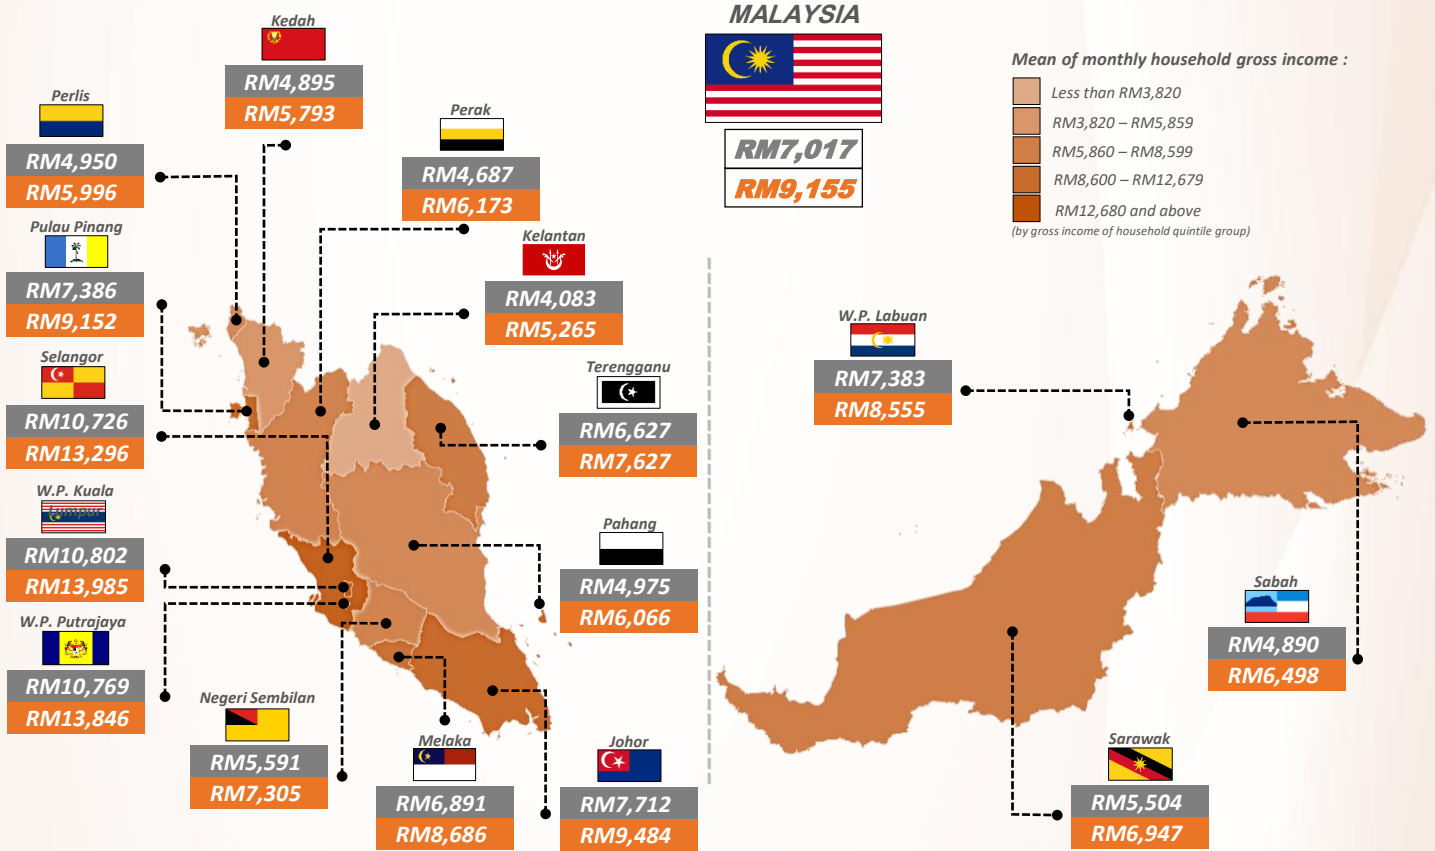 MALAYSIA
RM7,017
RM9,155
Mean of monthly household gross income :
Less than RM3,820
RM3,820 – RM5,859
RM5,860 – RM8,599
RM8,600 – RM12,679
RM12,680 and above
(by gross income of household quintile group)
Kedah
RM4,895
RM5,793
Perlis
RM4,950
RM5,996
Perak
RM4,687
RM6,173
Pulau Pinang
RM7,386
RM9,152
Kelantan
RM4,083
RM5,265
Selangor
RM10,726
RM13,296
Terengganu
RM6,627
RM7,627
W.P. Kuala
Lumpur
RM10,802
RM13,985
Pahang
RM4,975
RM6,066
W.P. Putrajaya
RM10,769
RM13,846
Negeri Sembilan
RM5,591
RM7,305
Melaka
RM6,891
RM8,686
Johor
RM7,712
RM9,484
W.P. Labuan
RM7,383
RM8,555
Sabah
RM4,890
RM6,498
Sarawak
RM5,504
RM6,947